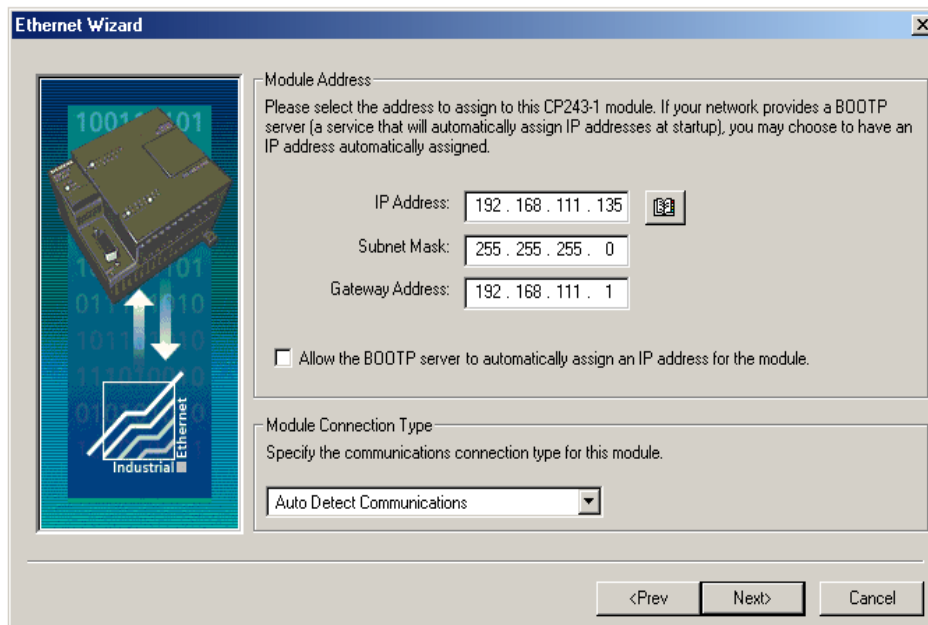 Ethernet Wizard
Module Address
Please select the address to assign to this CP243-1 module. If your network provides a BOOTP
server (a service that will automatically assign IP addresses at startup), you may choose to have an
IP address automatically assigned.
IP Address: 192 . 168 . 111 . 135
Subnet Mask: 255 . 255 . 255 . 0
Gateway Address: 192 . 168 . 111 . 1
Allow the BOOTP server to automatically assign an IP address for the module.
Module Connection Type
Specify the communications connection type for this module.
Auto Detect Communications
Industrial
Ethernet
<Prev
Next>
Cancel